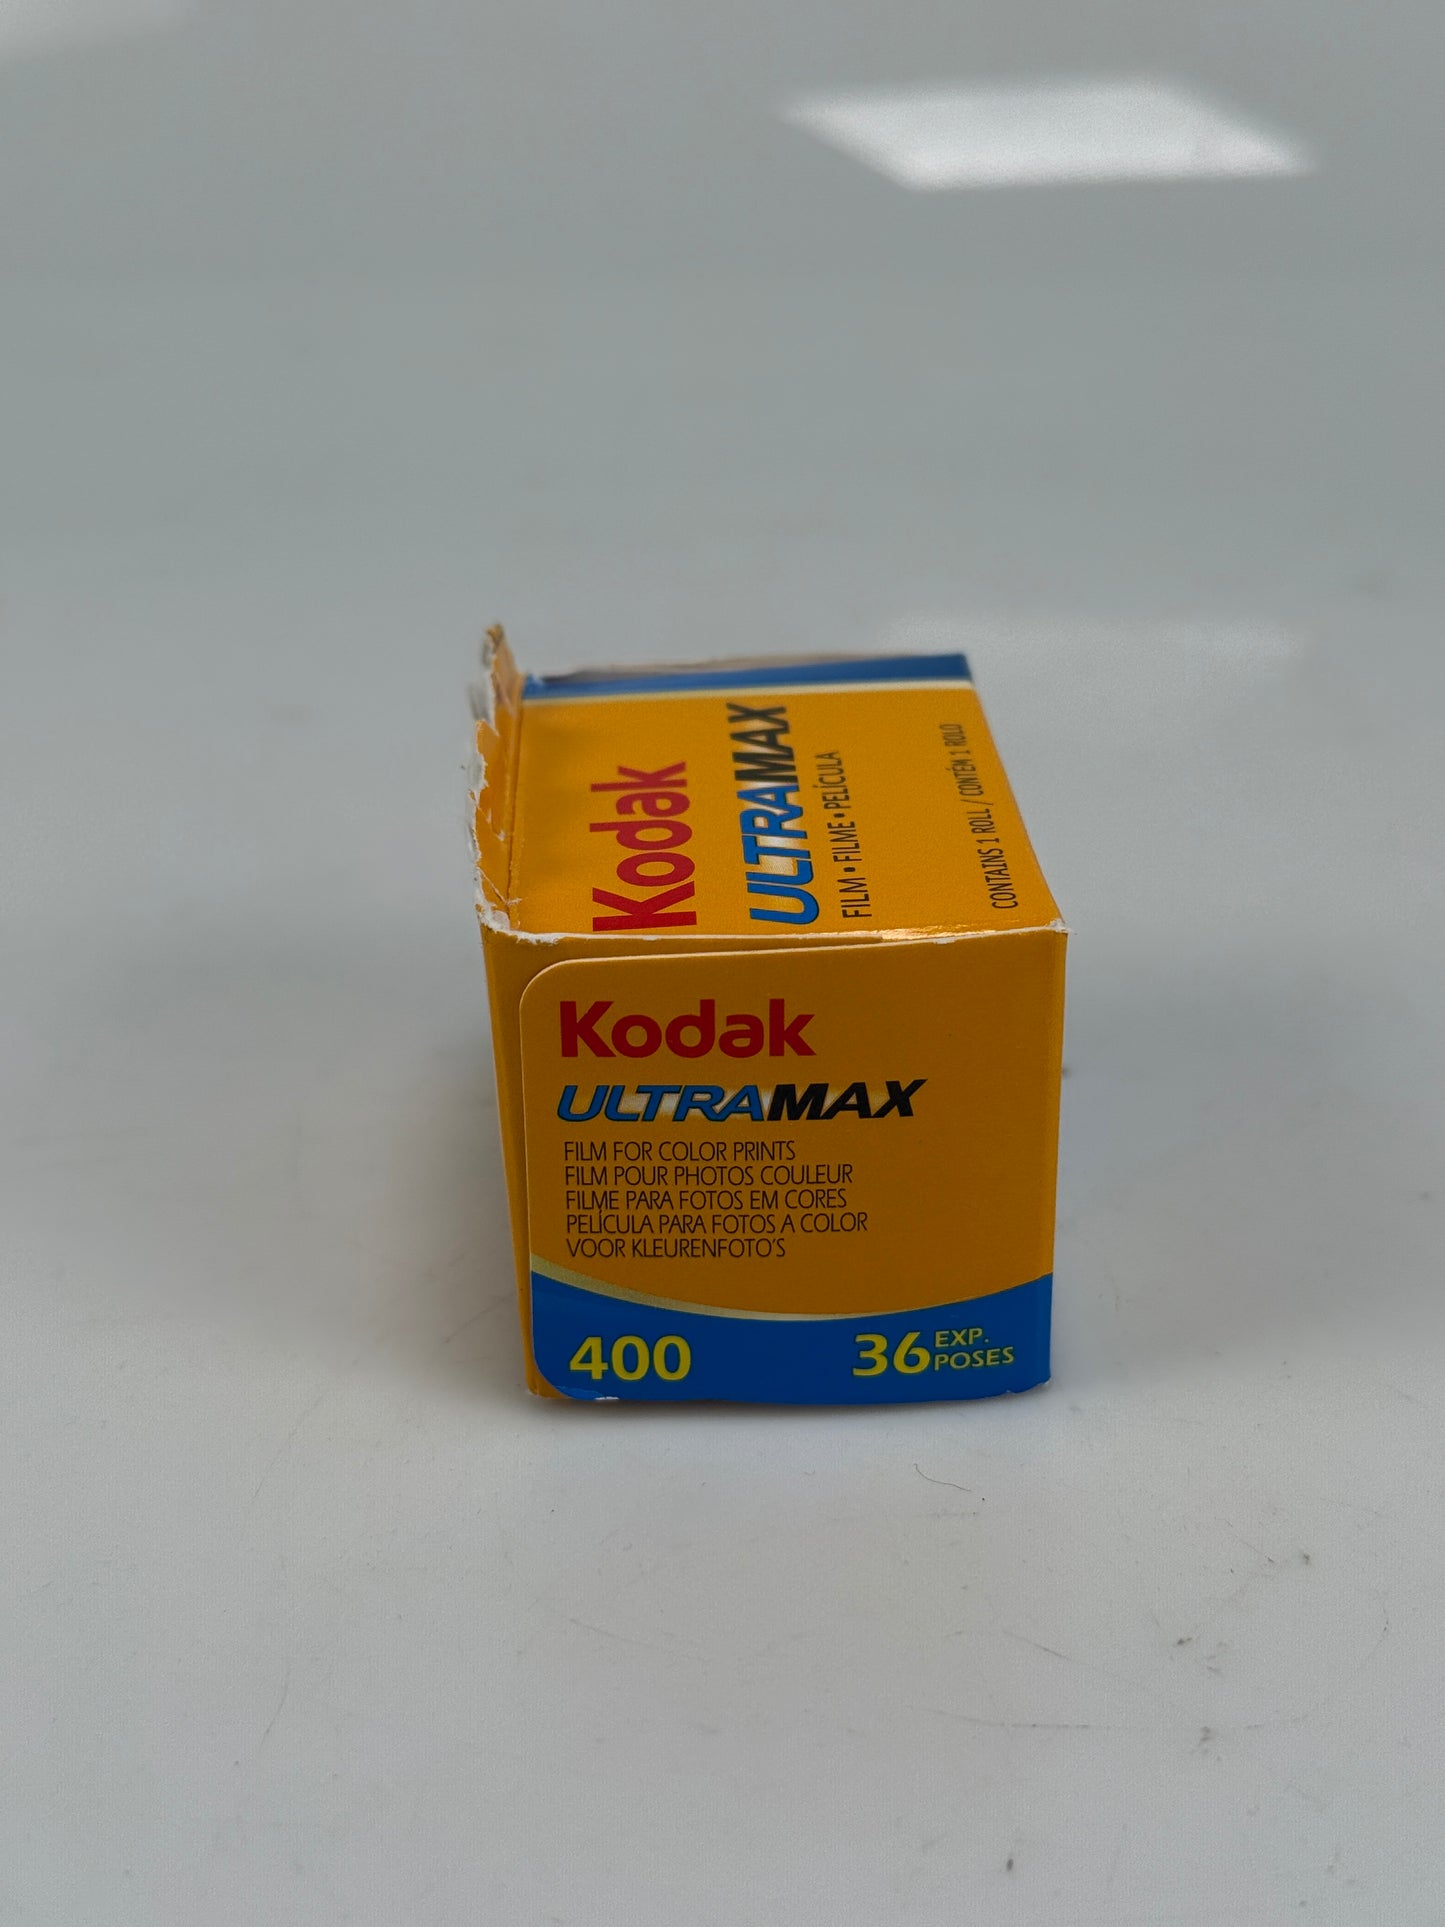 Kodak
ULTRAMAX
FILM • FILME • PELÍCULA
CONTAINS 1 ROLL / CONTÉM 1 ROLO
Kodak
ULTRAMAX
FILM FOR COLOR PRINTS
FILM POUR PHOTOS COULEUR
FILME PARA FOTOS EM CORES
PELÍCULA PARA FOTOS A COLOR
VOOR KLEURENFOTO'S
400 36 EXP.
POSES